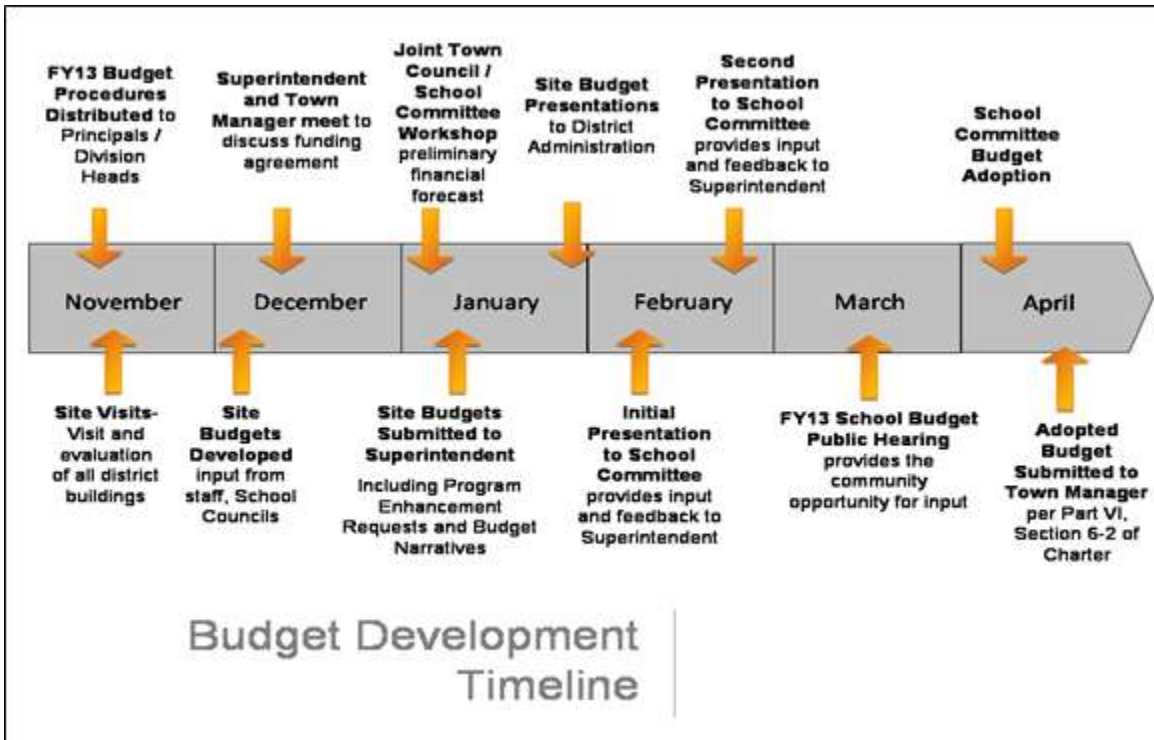 FY13 Budget
Procedures
Distributed to
Principals /
Division
Heads
Superintendent
and Town
Manager meet to
discuss funding
agreement
Joint Town
Council /
School
Committee
Workshop
preliminary
financial
forecast
Site Budget
Presentations
to District
Administration
Second
Presentation
to School
Committee
provides input
and feedback to
Superintendent
School
Committee
Budget
Adoption
November
December
January
February
March
April
Site Visits-
Visit and
evaluation
of all district
buildings
Site
Budgets
Developed
input from
staff, School
Councils
Site Budgets
Submitted to
Superintendent
Including Program
Enhancement
Requests and Budget
Narratives
Initial
Presentation
to School
Committee
provides input
and feedback to
Superintendent
FY13 School Budget
Public Hearing
provides the
community
opportunity for input
Adopted
Budget
Submitted to
Town Manager
per Part VI,
Section 6-2 of
Charter
Budget Development
Timeline